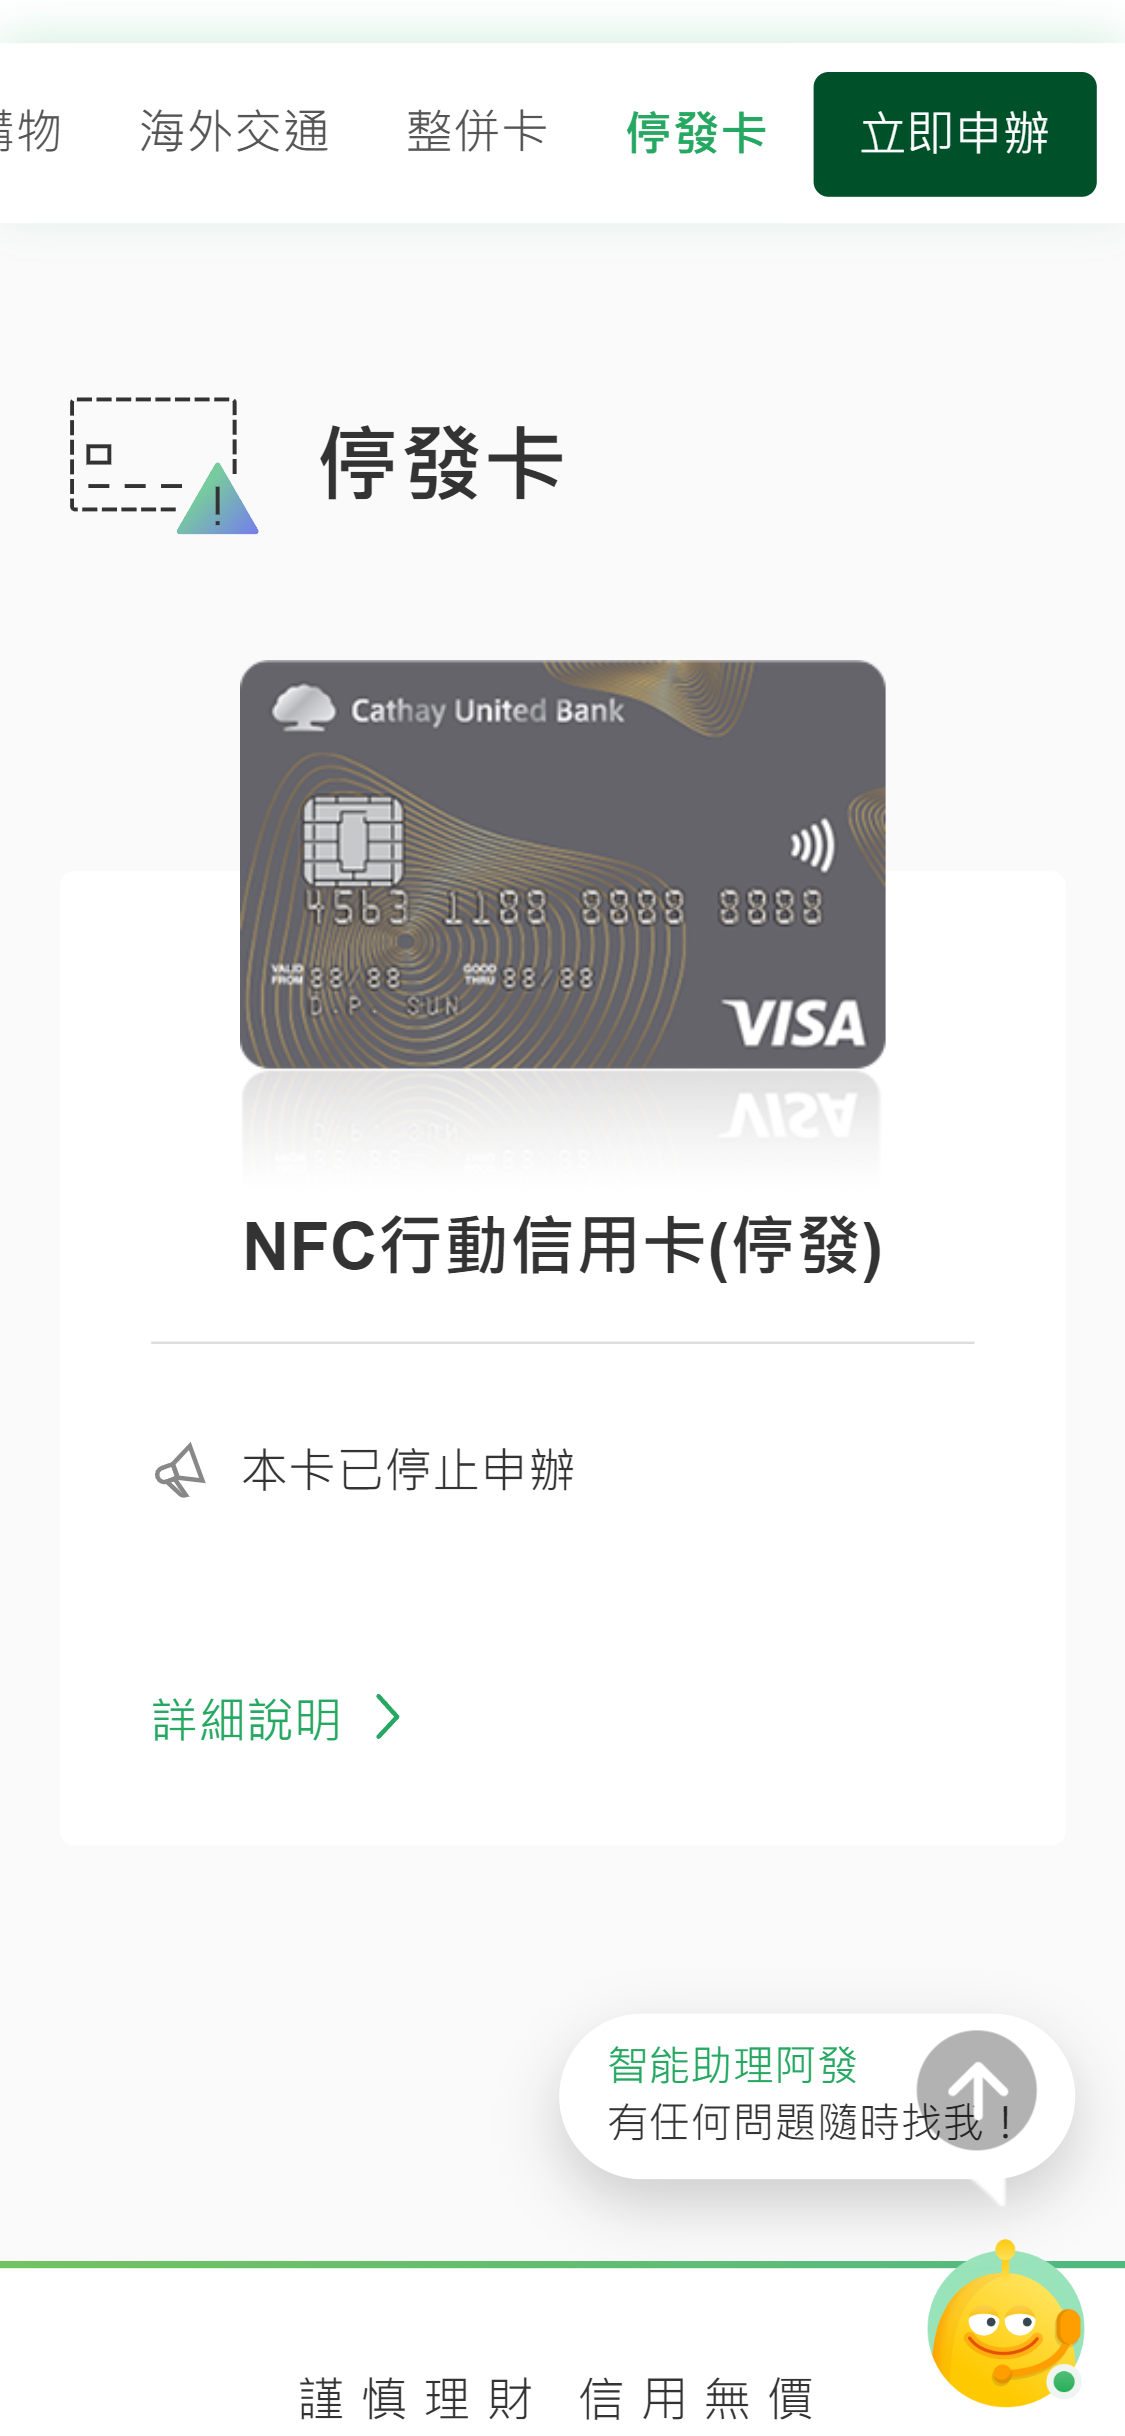 物
海外交通
整併卡
停發卡
立即申辦
停發卡
Cathay United Bank
4563 1188 8888 8888
VALID FROM 88/88 GOOD THRU 88/88
D.P. SUN
VISA
NFC行動信用卡(停發)
本卡已停止申辦
詳細說明
智能助理阿發
有任何問題隨時找我！
謹慎理財 信用無價